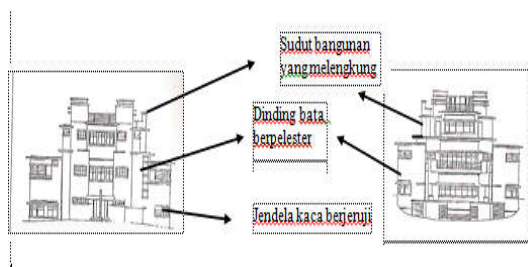 Sudut bangunan
yang melengkung
Dinding bata
berpelester
Jendela kaca berjeruji